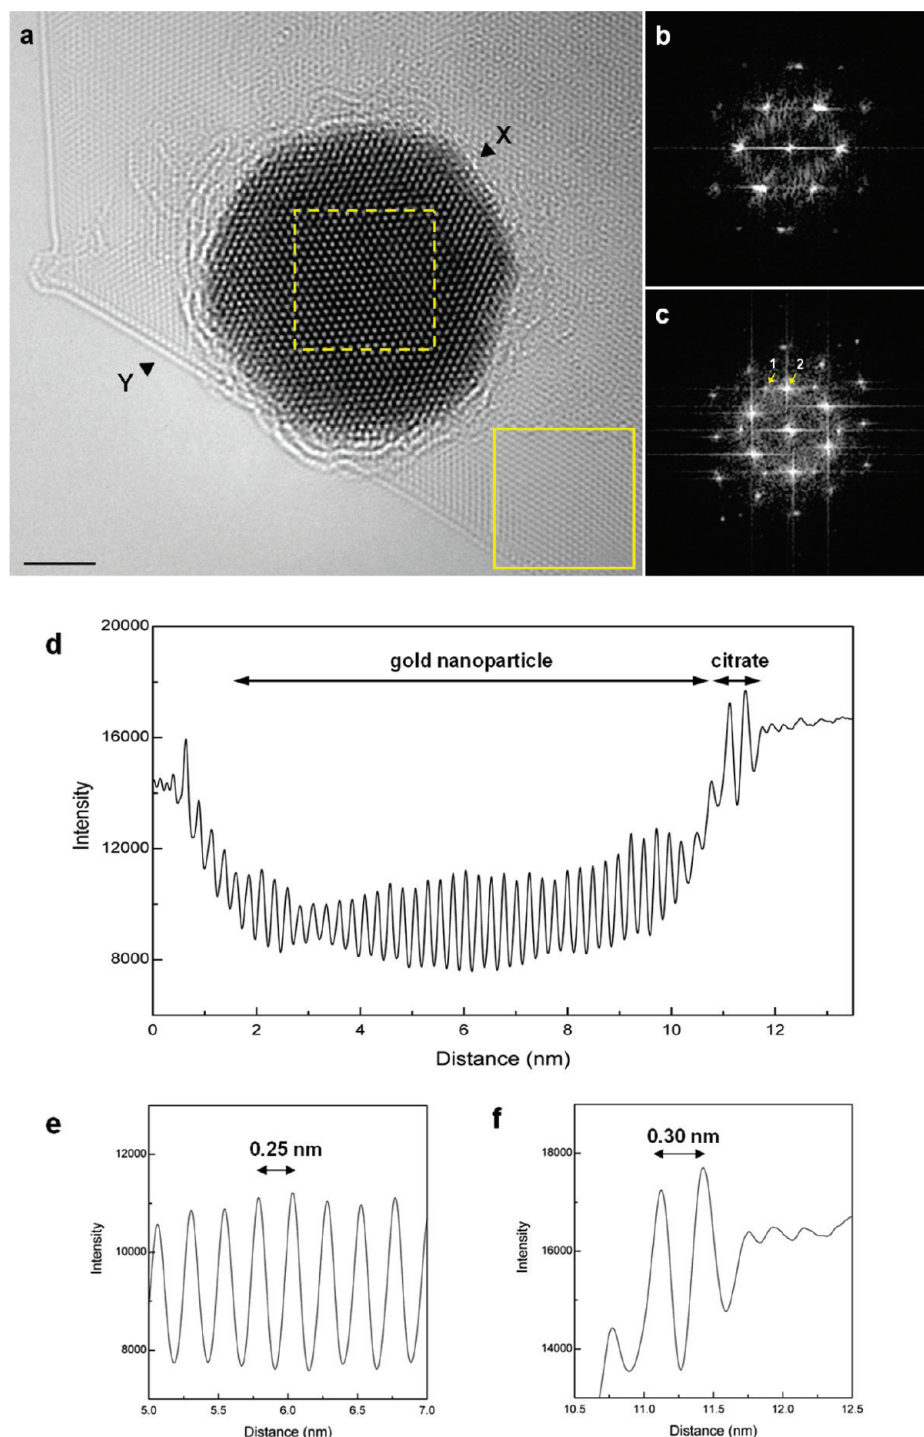 a
X
Y
b
c
1 2
d
gold nanoparticle citrate
20000
16000
12000
8000
Intensity
0 2 4 6 8 10 12
Distance (nm)
e
0.25 nm
12000
10000
8000
Intensity
5.0 5.5 6.0 6.5 7.0
Distance (nm)
f
0.30 nm
18000
16000
14000
Intensity
10.5 11.0 11.5 12.0 12.5
Distance (nm)